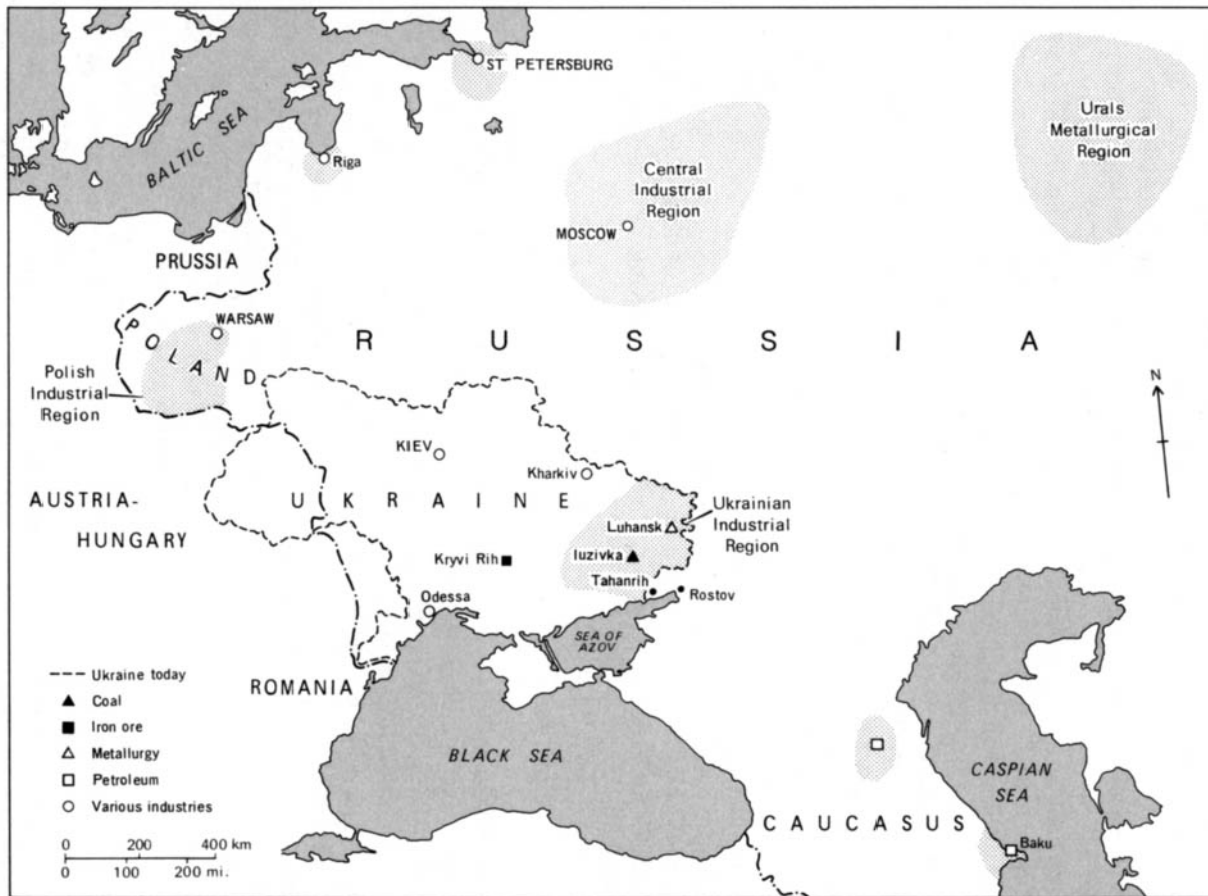 ST PETERSBURG
Urals
Metallurgical
Region
BALTIC SEA
Riga
Central
Industrial
Region
MOSCOW
PRUSSIA
WARSAW
POLAND
RUSSIA
Polish
Industrial
Region
N
KIEV
Kharkiv
AUSTRIA-
HUNGARY
UKRAINE
Ukrainian
Industrial
Region
Luhansk
Iuzivka
Kryvi Rih
Tahanrih
Rostov
Odessa
SEA OF
AZOV
ROMANIA
BLACK SEA
CASPIAN
SEA
CAUCASUS
Baku
Ukraine today
Coal
Iron ore
Metallurgy
Petroleum
Various industries
0 200 400 km
0 100 200 mi.